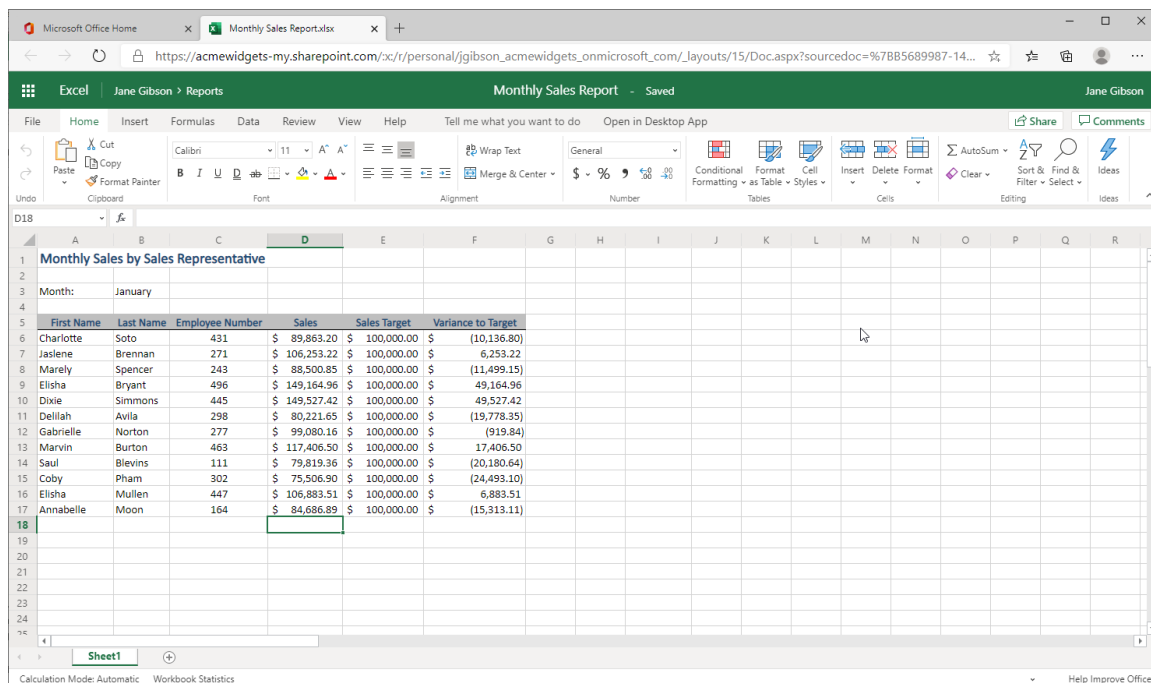 Microsoft Office Home × Monthly Sales Report.xlsx ×
https://acmewidgets-my.sharepoint.com/:x:/r/personal/jgibson_acmewidgets_onmicrosoft_com/_layouts/15/Doc.aspx?sourcedoc=%7BB5689987-14...
Excel Jane Gibson > Reports Monthly Sales Report - Saved Jane Gibson
File Home Insert Formulas Data Review View Help Tell me what you want to do Open in Desktop App Share Comments
Cut Calibri 11 A^ A˅ Wrap Text General AutoSum
Paste Copy Conditional Format Cell Insert Delete Format Sort & Find & Ideas
Format Painter B I U D ab A Merge & Center $ % 9 .00 Formatting as Table Styles Clear Filter Select
Undo Clipboard Font Alignment Number Tables Cells Editing Ideas
D18 fx
A B C D E F G H I J K L M N O P Q R
1 Monthly Sales by Sales Representative
2
3 Month: January
4
5 First Name Last Name Employee Number Sales Sales Target Variance to Target
6 Charlotte Soto 431 $ 89,863.20 $ 100,000.00 $ (10,136.80)
7 Jaslene Brennan 271 $ 106,253.22 $ 100,000.00 $ 6,253.22
8 Marely Spencer 243 $ 88,500.85 $ 100,000.00 $ (11,499.15)
9 Elisha Bryant 496 $ 149,164.96 $ 100,000.00 $ 49,164.96
10 Dixie Simmons 445 $ 149,527.42 $ 100,000.00 $ 49,527.42
11 Delilah Avila 298 $ 80,221.65 $ 100,000.00 $ (19,778.35)
12 Gabrielle Norton 277 $ 99,080.16 $ 100,000.00 $ (919.84)
13 Marvin Burton 463 $ 117,406.50 $ 100,000.00 $ 17,406.50
14 Saul Blevins 111 $ 79,819.36 $ 100,000.00 $ (20,180.64)
15 Coby Pham 302 $ 75,506.90 $ 100,000.00 $ (24,493.10)
16 Elisha Mullen 447 $ 106,883.51 $ 100,000.00 $ 6,883.51
17 Annabelle Moon 164 $ 84,686.89 $ 100,000.00 $ (15,313.11)
18
19
20
21
22
23
24
25
Sheet1
Calculation Mode: Automatic Workbook Statistics Help Improve Office